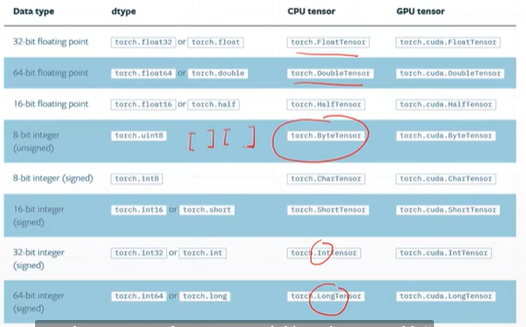 Data type dtype CPU tensor GPU tensor
32-bit floating point torch.float32 or torch.float torch.FloatTensor torch.cuda.FloatTensor
64-bit floating point torch.float64 or torch.double torch.DoubleTensor torch.cuda.DoubleTensor
16-bit floating point torch.float16 or torch.half torch.HalfTensor torch.cuda.HalfTensor
8-bit integer torch.uint8 [ ] [ ] torch.ByteTensor torch.cuda.ByteTensor
(unsigned)
8-bit integer (signed) torch.int8 torch.CharTensor torch.cuda.CharTensor
16-bit integer torch.int16 or torch.short torch.ShortTensor torch.cuda.ShortTensor
(signed)
32-bit integer torch.int32 or torch.int torch.IntTensor torch.cuda.IntTensor
(signed)
64-bit integer torch.int64 or torch.long torch.LongTensor torch.cuda.LongTensor
(signed)